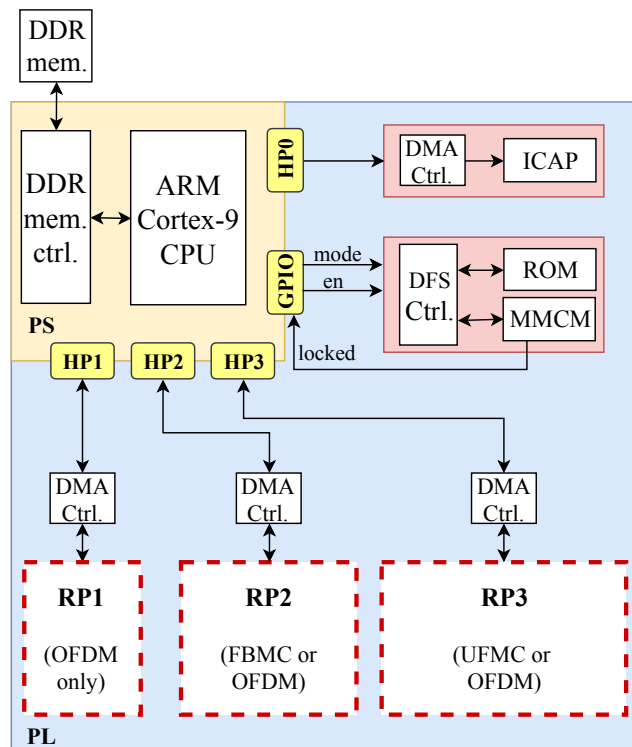 DDR
mem.
DDR
mem.
ctrl.
ARM
Cortex-9
CPU
PS
HP0
DMA
Ctrl.
ICAP
GPIO
mode
en
locked
DFS
Ctrl.
ROM
MMCM
HP1
HP2
HP3
DMA
Ctrl.
DMA
Ctrl.
DMA
Ctrl.
RP1
(OFDM
only)
RP2
(FBMC or
OFDM)
RP3
(UFMC or
OFDM)
PL